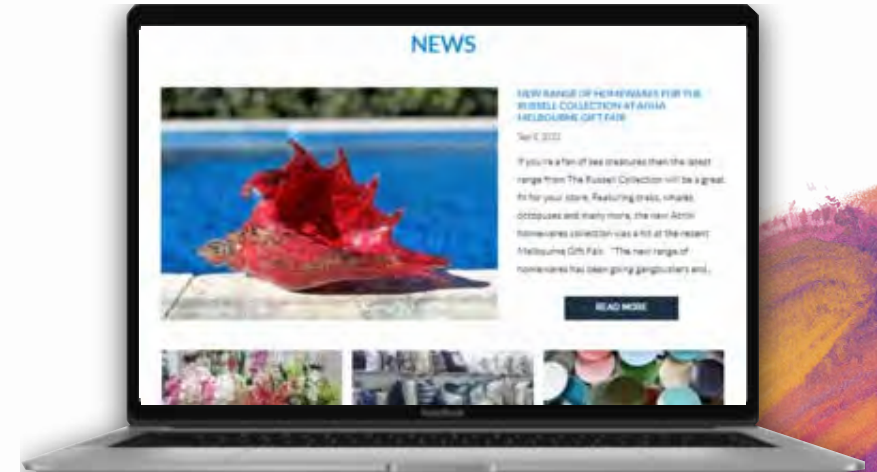 NEWS
NEW RANGE OF HOMEWARES FOR THE
RUSSELL COLLECTION AT AGHA
MELBOURNE GIFT FAIR
If you're a fan of sea creatures then the latest
range from The Russell Collection will be a great
fit for your store. Featuring crabs, whales,
octopuses and many more, the new
homewares collection was a hit at the recent
Melbourne Gift Fair. "The new range of
homewares has been going gangbusters and...
READ MORE